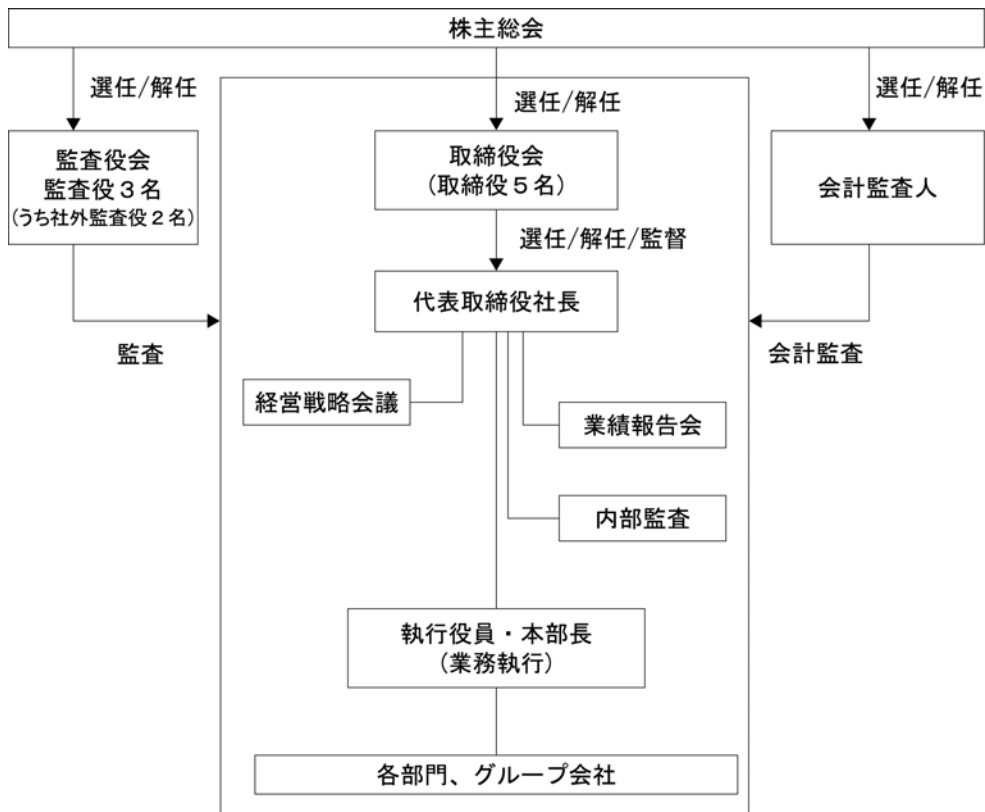 株主総会
選任/解任
選任/解任
選任/解任
監査役会
監査役３名
(うち社外監査役２名)
取締役会
(取締役５名)
会計監査人
選任/解任/監督
代表取締役社長
監査
会計監査
経営戦略会議
業績報告会
内部監査
執行役員・本部長
(業務執行)
各部門、グループ会社